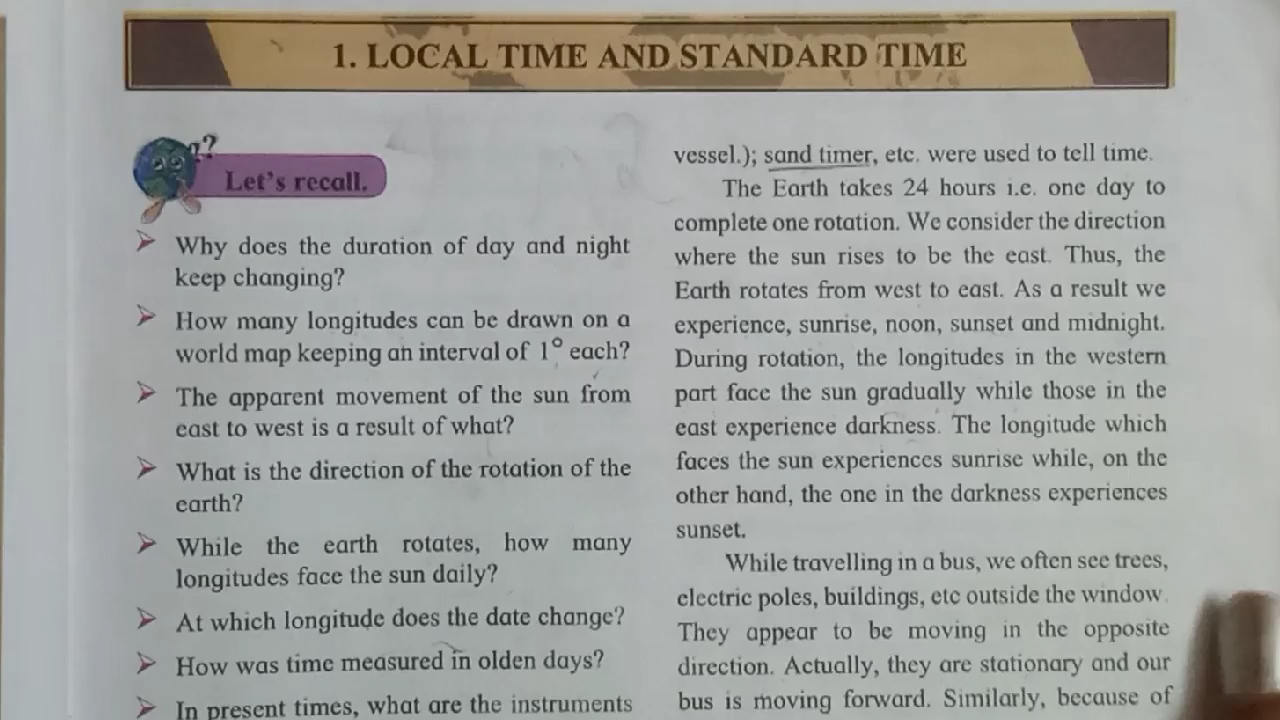 1. LOCAL TIME AND STANDARD TIME
??
Let's recall.
Why does the duration of day and night
keep changing?
How many longitudes can be drawn on a
world map keeping an interval of 1° each?
The apparent movement of the sun from
east to west is a result of what?
What is the direction of the rotation of the
earth?
While the earth rotates, how many
longitudes face the sun daily?
At which longitude does the date change?
How was time measured in olden days?
In present times, what are the instruments
vessel.); sand timer, etc. were used to tell time.
The Earth takes 24 hours i.e. one day to
complete one rotation. We consider the direction
where the sun rises to be the east. Thus, the
Earth rotates from west to east. As a result we
experience, sunrise, noon, sunset and midnight.
During rotation, the longitudes in the western
part face the sun gradually while those in the
east experience darkness. The longitude which
faces the sun experiences sunrise while, on the
other hand, the one in the darkness experiences
sunset.
While travelling in a bus, we often see trees,
electric poles, buildings, etc outside the window.
They appear to be moving in the opposite
direction. Actually, they are stationary and our
bus is moving forward. Similarly, because of